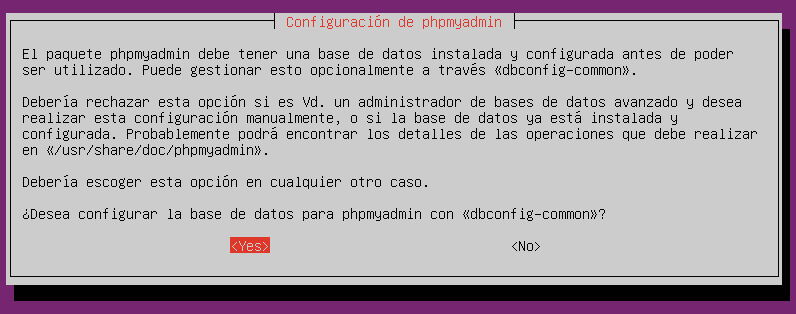 Configuración de phpmyadmin
El paquete phpmyadmin debe tener una base de datos instalada y configurada antes de poder
ser utilizado. Puede gestionar esto opcionalmente a través «dbconfig-common».
Debería rechazar esta opción si es Vd. un administrador de bases de datos avanzado y desea
realizar esta configuración manualmente, o si la base de datos ya está instalada y
configurada. Probablemente podrá encontrar los detalles de las operaciones que debe realizar
en «/usr/share/doc/phpmyadmin».
Debería escoger esta opción en cualquier otro caso.
¿Desea configurar la base de datos para phpmyadmin con «dbconfig-common»?
<Yes> <No>